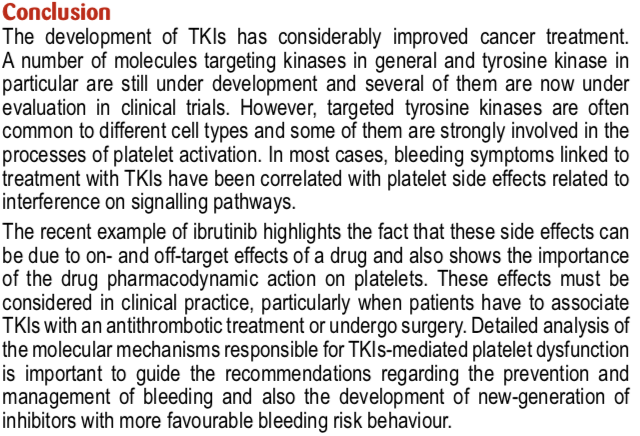 Conclusion
The development of TKIs has considerably improved cancer treatment.
A number of molecules targeting kinases in general and tyrosine kinase in
particular are still under development and several of them are now under
evaluation in clinical trials. However, targeted tyrosine kinases are often
common to different cell types and some of them are strongly involved in the
processes of platelet activation. In most cases, bleeding symptoms linked to
treatment with TKIs have been correlated with platelet side effects related to
interference on signalling pathways.
The recent example of ibrutinib highlights the fact that these side effects can
be due to on- and off-target effects of a drug and also shows the importance
of the drug pharmacodynamic action on platelets. These effects must be
considered in clinical practice, particularly when patients have to associate
TKIs with an antithrombotic treatment or undergo surgery. Detailed analysis of
the molecular mechanisms responsible for TKIs-mediated platelet dysfunction
is important to guide the recommendations regarding the prevention and
management of bleeding and also the development of new-generation of
inhibitors with more favourable bleeding risk behaviour.